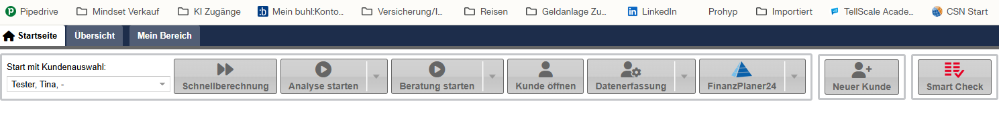 Pipedrive Mindset Verkauf KI Zugänge Mein buhl:Konto... Versicherung/I... Reisen Geldanlage Zu... LinkedIn Prohyp Importiert TellScale Acade... CSN Start
Startseite Übersicht Mein Bereich
Start mit Kundenauswahl:
Tester, Tina, -
Schnellberechnung Analyse starten Beratung starten Kunde öffnen Datenerfassung FinanzPlaner24 Neuer Kunde Smart Check